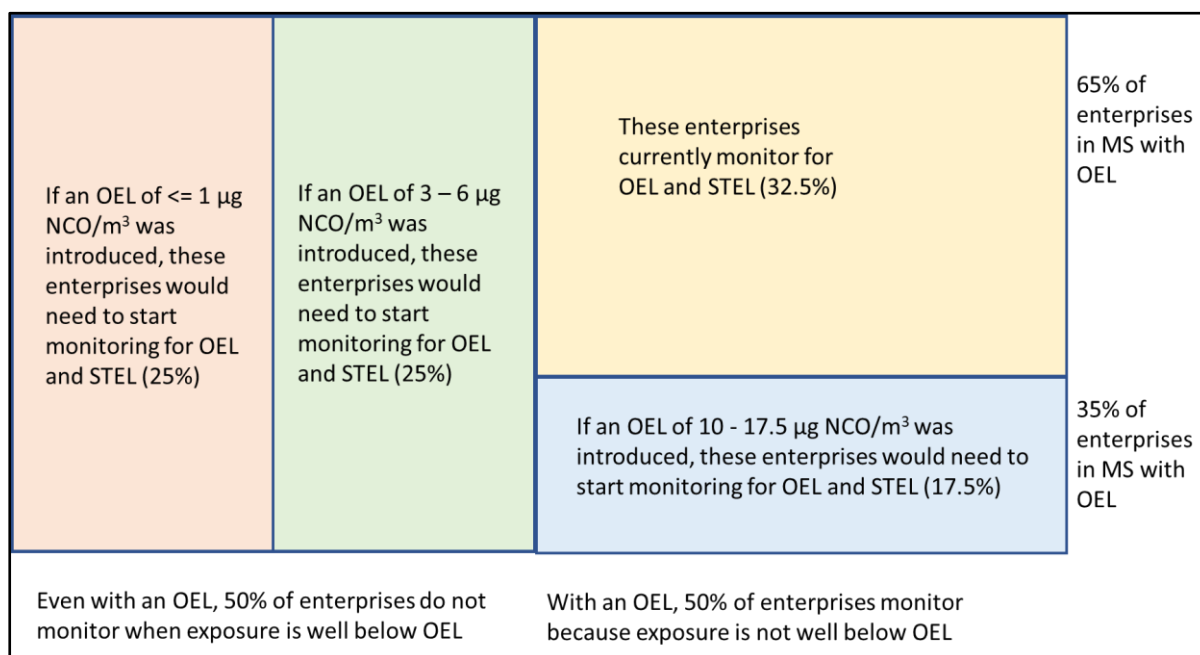 If an OEL of <= 1 µg
NCO/m³ was
introduced, these
enterprises would
need to start
monitoring for OEL
and STEL (25%)
If an OEL of 3 – 6 µg
NCO/m³ was
introduced, these
enterprises would
need to start
monitoring for OEL
and STEL (25%)
These enterprises
currently monitor for
OEL and STEL (32.5%)
65% of
enterprises
in MS with
OEL
If an OEL of 10 - 17.5 µg NCO/m³ was
introduced, these enterprises would need to
start monitoring for OEL and STEL (17.5%)
35% of
enterprises
in MS with
OEL
Even with an OEL, 50% of enterprises do not
monitor when exposure is well below OEL
With an OEL, 50% of enterprises monitor
because exposure is not well below OEL